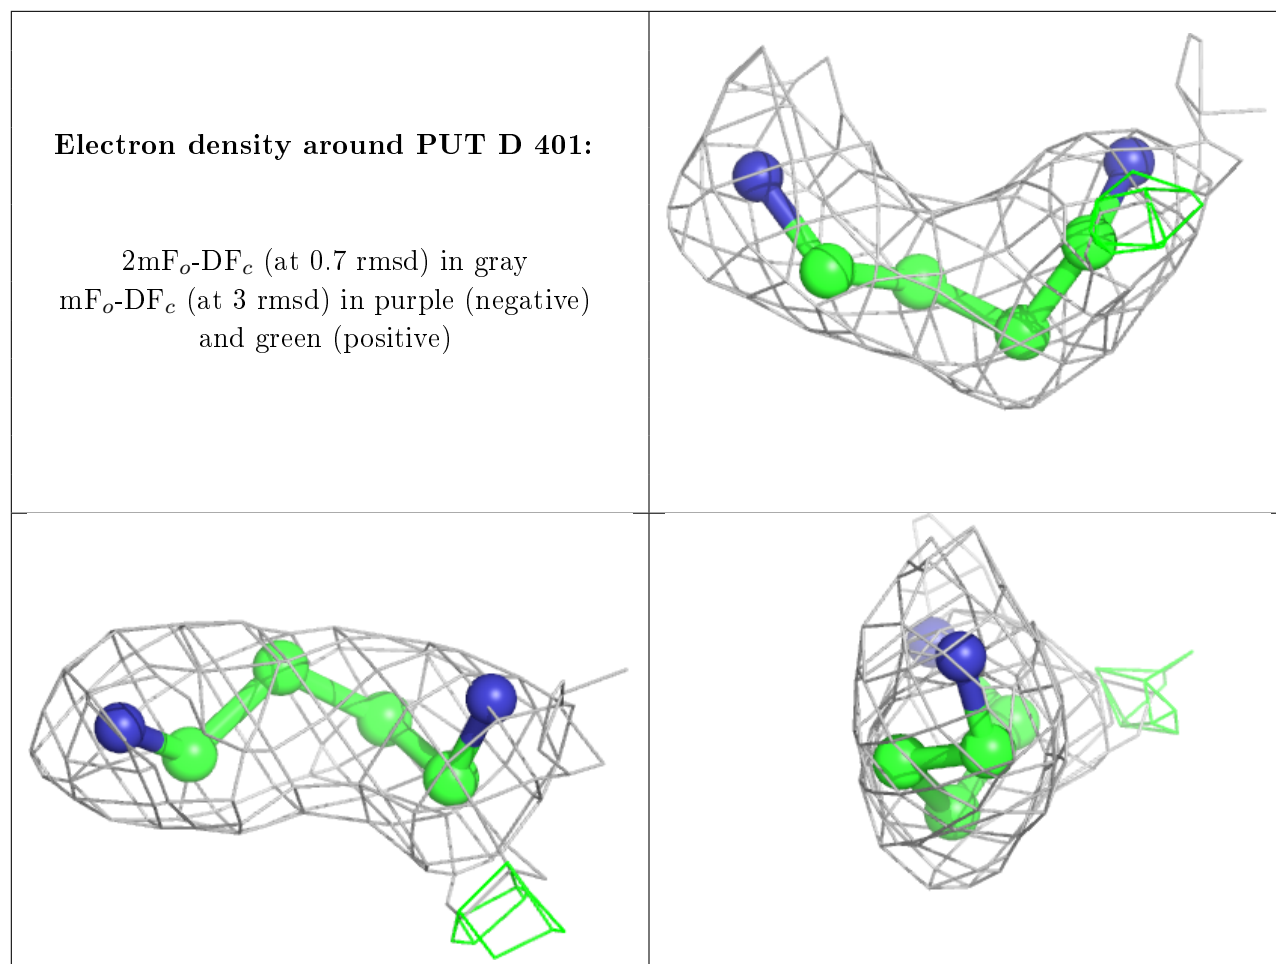 Electron density around PUT D 401:
2mFₒ-DF𝒸 (at 0.7 rmsd) in gray
mFₒ-DF𝒸 (at 3 rmsd) in purple (negative)
and green (positive)